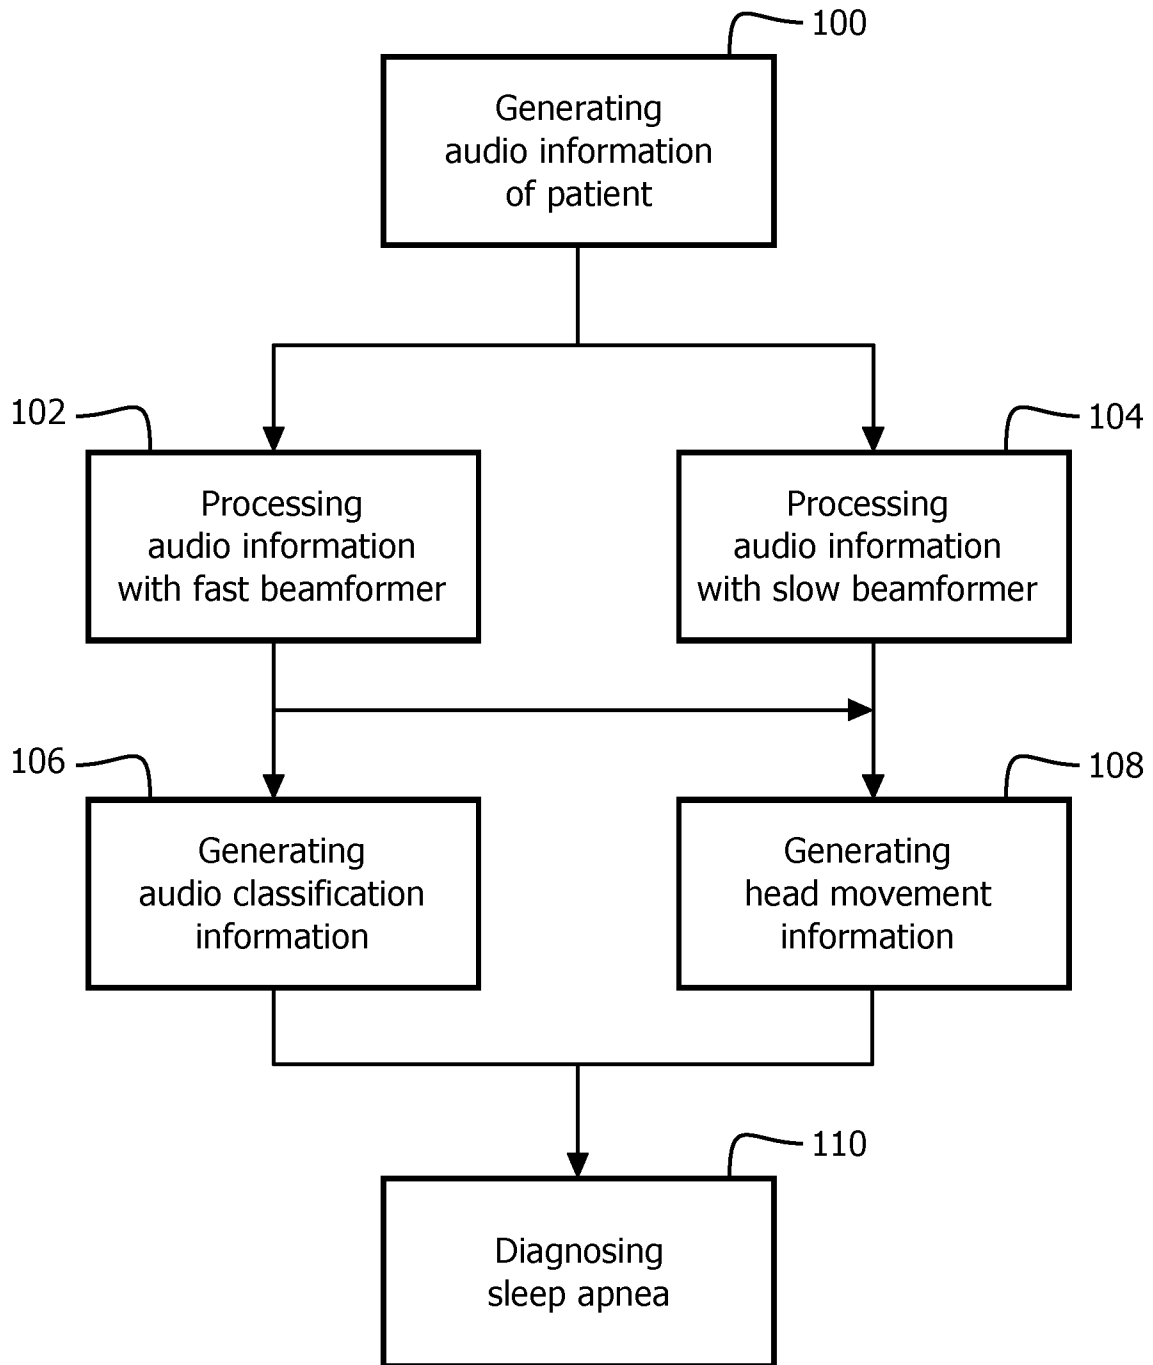 100
Generating
audio information
of patient
102
104
Processing
audio information
with fast beamformer
Processing
audio information
with slow beamformer
106
108
Generating
audio classification
information
Generating
head movement
information
110
Diagnosing
sleep apnea